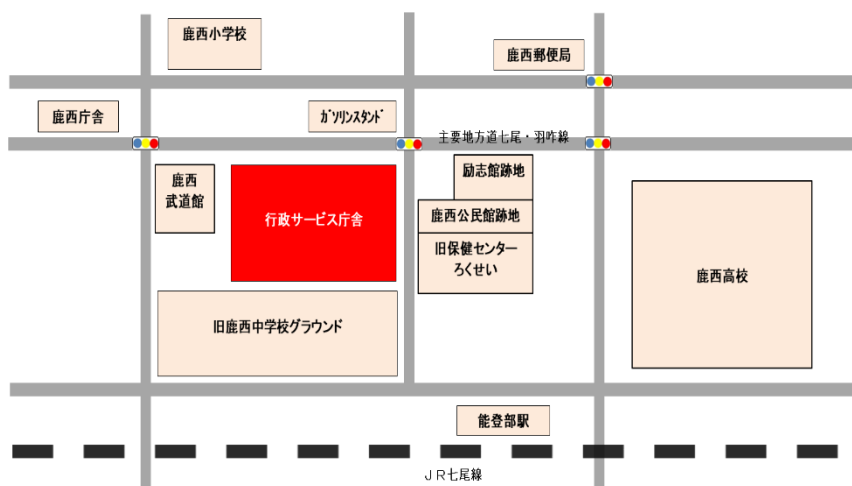 鹿西小学校
鹿西郵便局
鹿西庁舎
ｶﾞｿﾘﾝｽﾀﾝﾄﾞ
主要地方道七尾・羽咋線
鹿西
武道館
行政サービス庁舎
励志館跡地
鹿西公民館跡地
旧保健センター
ろくせい
鹿西高校
旧鹿西中学校グラウンド
能登部駅
ＪＲ七尾線